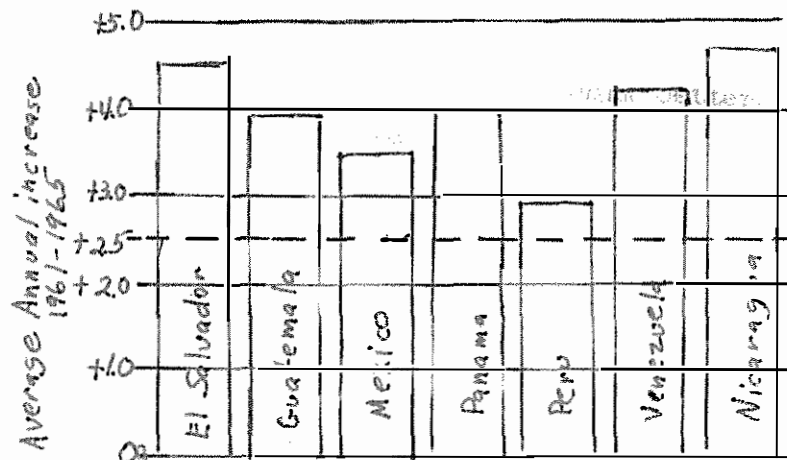 +5.0
+4.0
+3.0
+2.5
+2.0
+1.0
0
Average Annual increase
1961-1965
El Salvador
Guatemala
Mexico
Panama
Peru
Venezuela
Nicaragua